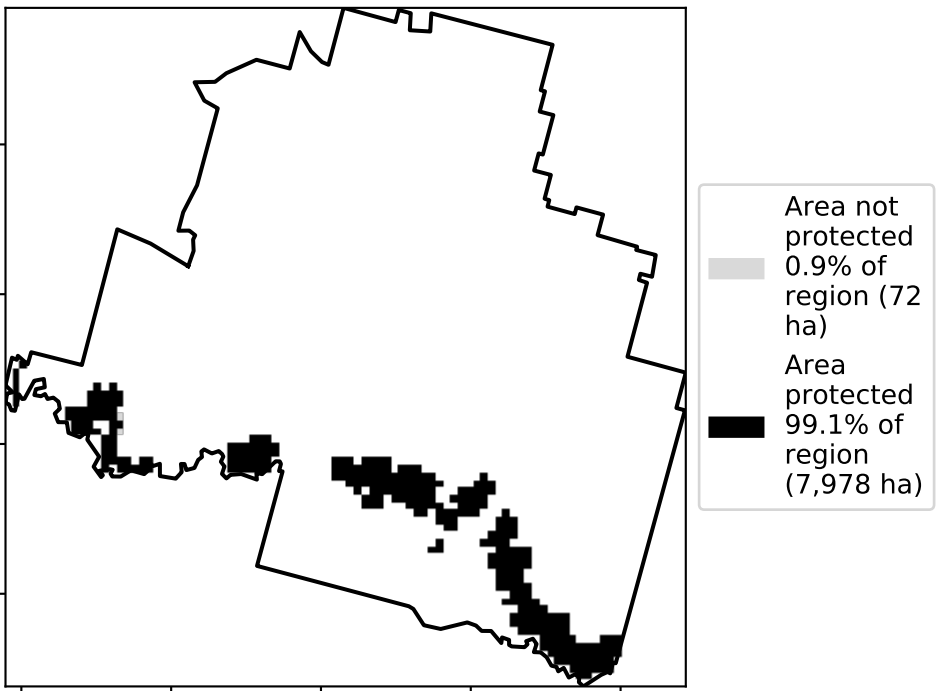 Area not
protected
0.9% of
region (72
ha)
Area
protected
99.1% of
region
(7,978 ha)